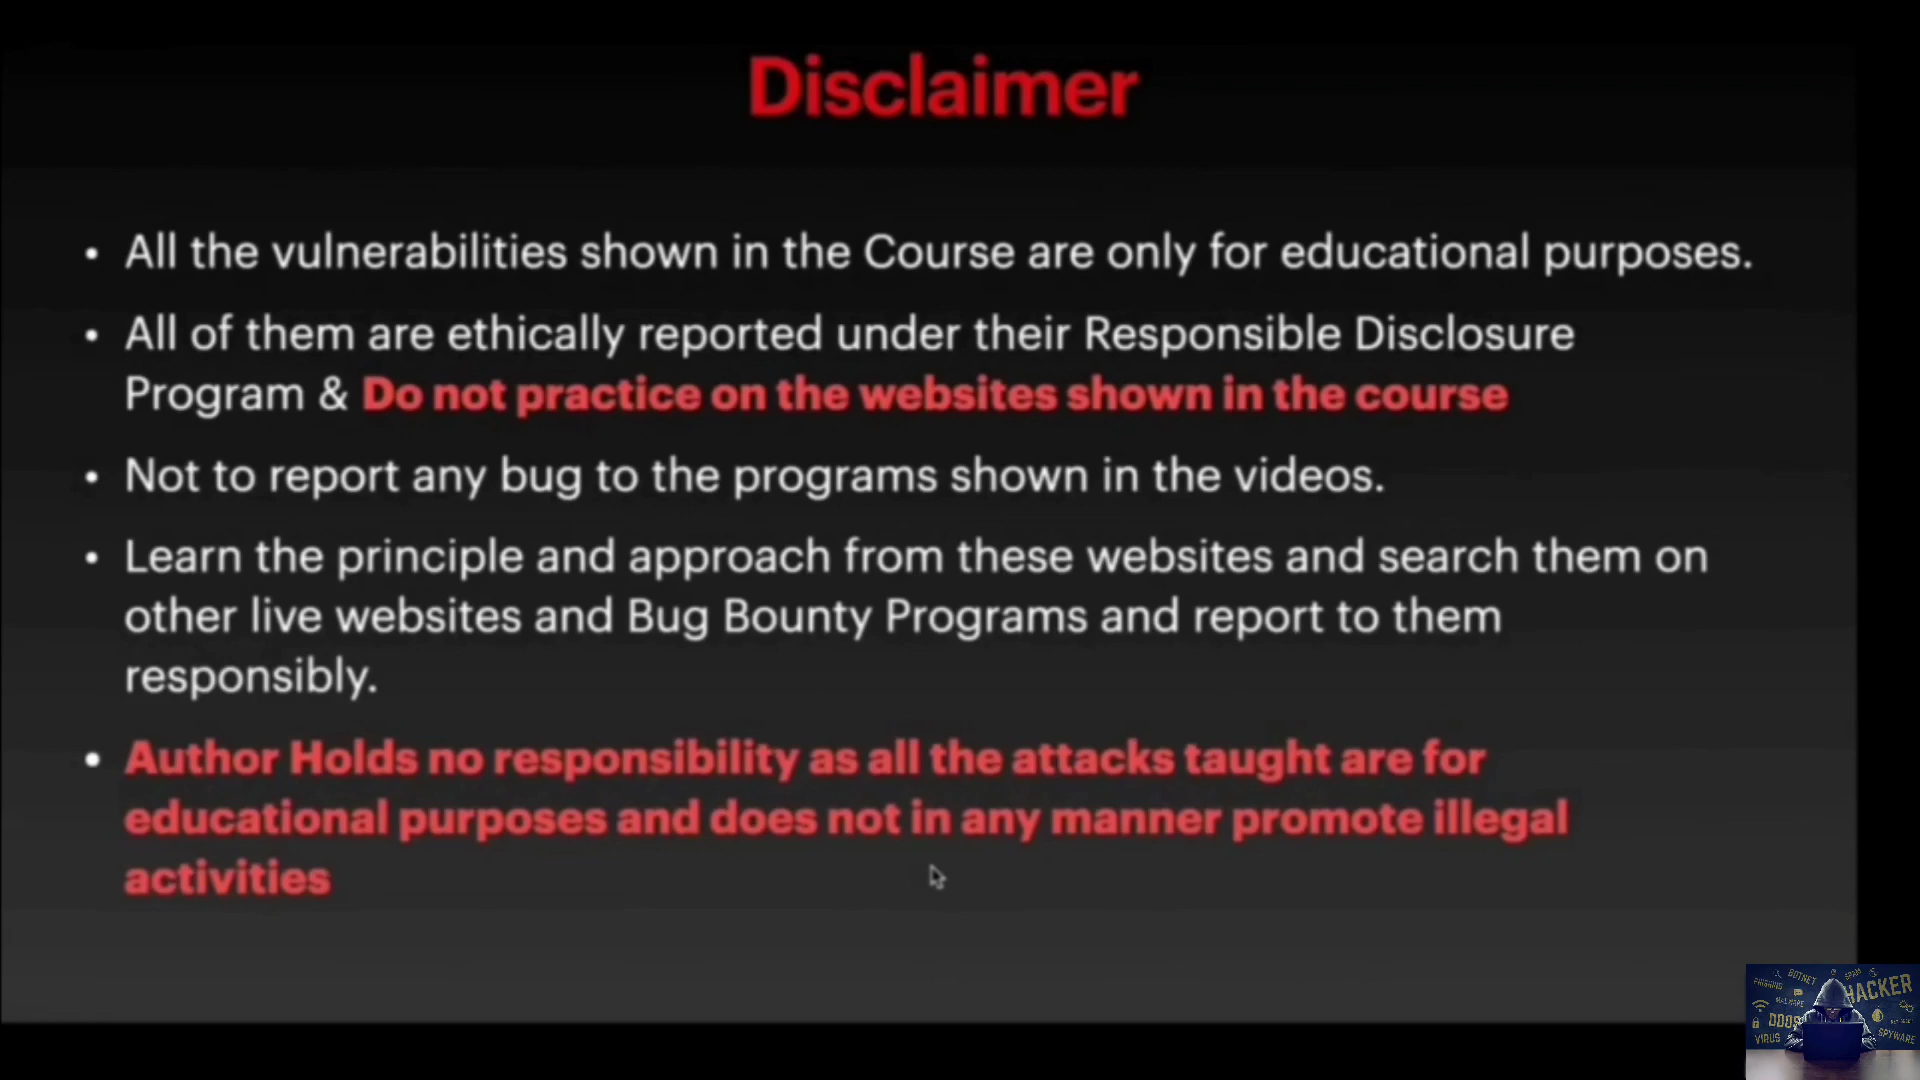 Disclaimer
• All the vulnerabilities shown in the Course are only for educational purposes.
• All of them are ethically reported under their Responsible Disclosure
Program & Do not practice on the websites shown in the course
• Not to report any bug to the programs shown in the videos.
• Learn the principle and approach from these websites and search them on
other live websites and Bug Bounty Programs and report to them
responsibly.
• Author Holds no responsibility as all the attacks taught are for
educational purposes and does not in any manner promote illegal
activities
PHISHING
BOTNET
SPAM
HACKER
MALWARE
DDOS
VIRUS
SPYWARE